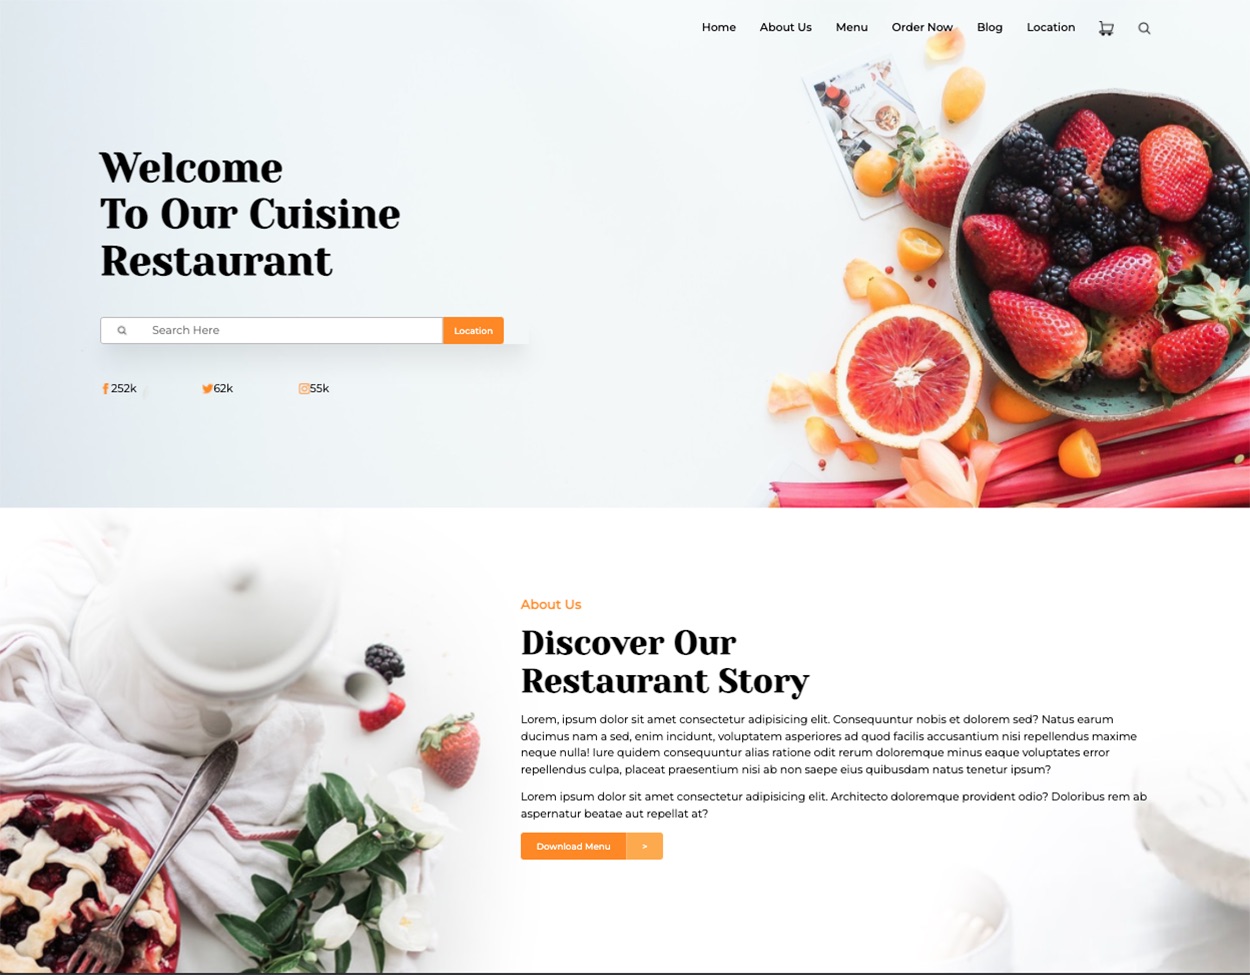 Home About Us Menu Order Now Blog Location
Welcome
To Our Cuisine
Restaurant
Search Here Location
252k 62k 55k
About Us
Discover Our
Restaurant Story
Lorem, ipsum dolor sit amet consectetur adipisicing elit. Consequuntur nobis et dolorem sed? Natus earum
ducimus nam a sed, enim incidunt, voluptatem asperiores ad quod facilis accusantium nisi repellendus maxime
neque nulla! Iure quidem consequuntur alias ratione odit rerum doloremque minus eaque voluptates error
repellendus culpa, placeat praesentium nisi ab non saepe eius quibusdam natus tenetur ipsum?
Lorem ipsum dolor sit amet consectetur adipisicing elit. Architecto doloremque provident odio? Doloribus rem ab
aspernatur beatae aut repellat at?
Download Menu >